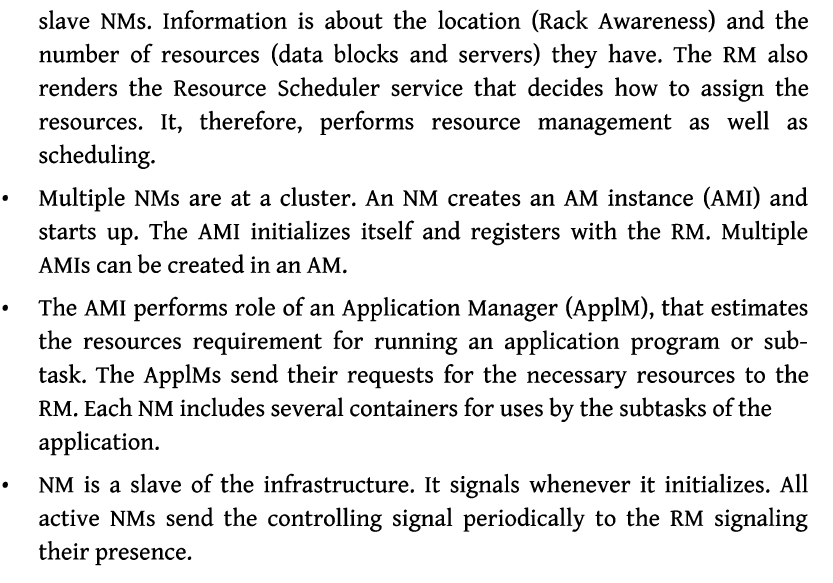 slave NMs. Information is about the location (Rack Awareness) and the
number of resources (data blocks and servers) they have. The RM also
renders the Resource Scheduler service that decides how to assign the
resources. It, therefore, performs resource management as well as
scheduling.
• Multiple NMs are at a cluster. An NM creates an AM instance (AMI) and
starts up. The AMI initializes itself and registers with the RM. Multiple
AMIs can be created in an AM.
• The AMI performs role of an Application Manager (ApplM), that estimates
the resources requirement for running an application program or sub-
task. The ApplMs send their requests for the necessary resources to the
RM. Each NM includes several containers for uses by the subtasks of the
application.
• NM is a slave of the infrastructure. It signals whenever it initializes. All
active NMs send the controlling signal periodically to the RM signaling
their presence.